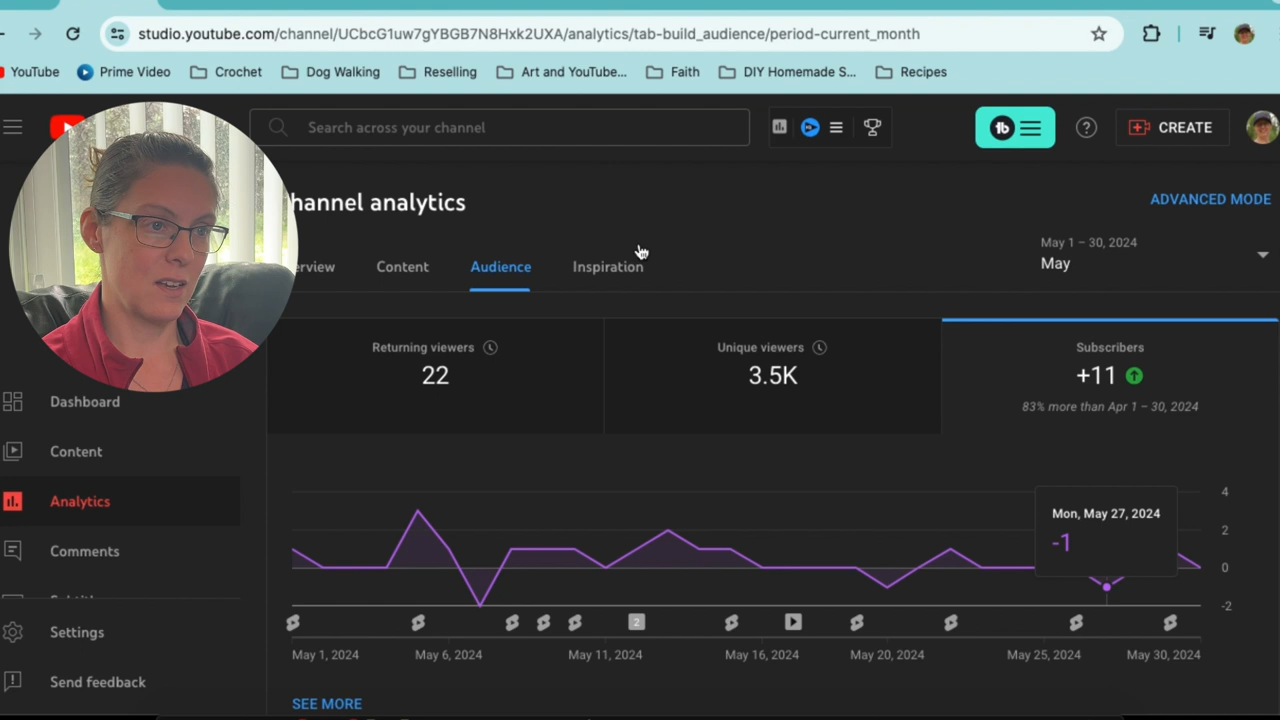 studio.youtube.com/channel/UCbcG1uw7gYBGB7N8Hxk2UXA/analytics/tab-build_audience/period-current_month
YouTube Prime Video Crochet Dog Walking Reselling Art and YouTube... Faith DIY Homemade S... Recipes
Search across your channel
CREATE
hannel analytics
ADVANCED MODE
May 1 – 30, 2024
May
erview Content Audience Inspiration
Returning viewers
22
Unique viewers
3.5K
Subscribers
+11
83% more than Apr 1 – 30, 2024
Dashboard
Content
Analytics
Comments
Settings
Send feedback
4
2
0
-2
Mon, May 27, 2024
-1
2
May 1, 2024 May 6, 2024 May 11, 2024 May 16, 2024 May 20, 2024 May 25, 2024 May 30, 2024
SEE MORE